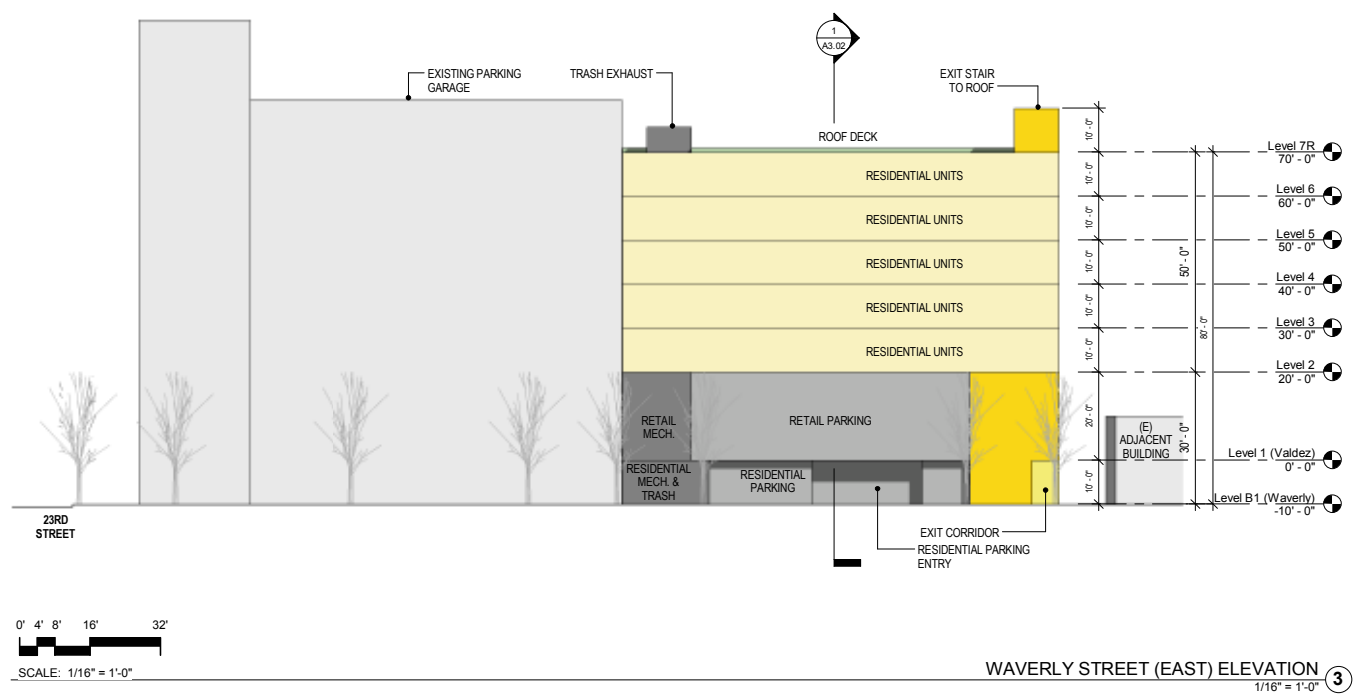 1
A3.02
EXISTING PARKING
GARAGE
TRASH EXHAUST
EXIT STAIR
TO ROOF
ROOF DECK
10' - 0"
Level 7R
70' - 0"
RESIDENTIAL UNITS
10' - 0"
Level 6
60' - 0"
RESIDENTIAL UNITS
10' - 0"
Level 5
50' - 0"
RESIDENTIAL UNITS
10' - 0"
50' - 0"
Level 4
40' - 0"
RESIDENTIAL UNITS
10' - 0"
80' - 0"
Level 3
30' - 0"
RESIDENTIAL UNITS
10' - 0"
Level 2
20' - 0"
RETAIL
MECH.
RETAIL PARKING
20' - 0"
(E)
ADJACENT
BUILDING
30' - 0"
Level 1 (Valdez)
0' - 0"
RESIDENTIAL
MECH. &
TRASH
RESIDENTIAL
PARKING
10' - 0"
Level B1 (Waverly)
-10' - 0"
23RD
STREET
EXIT CORRIDOR
RESIDENTIAL PARKING
ENTRY
0' 4' 8' 16' 32'
SCALE: 1/16" = 1'-0"
WAVERLY STREET (EAST) ELEVATION
1/16" = 1'-0"
3